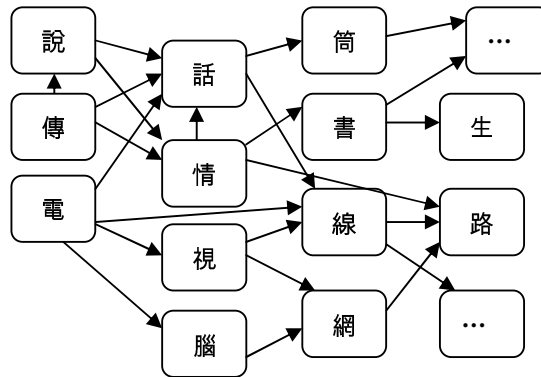 說
傳
電
話
情
視
腦
筒
書
線
網
…
生
路
…